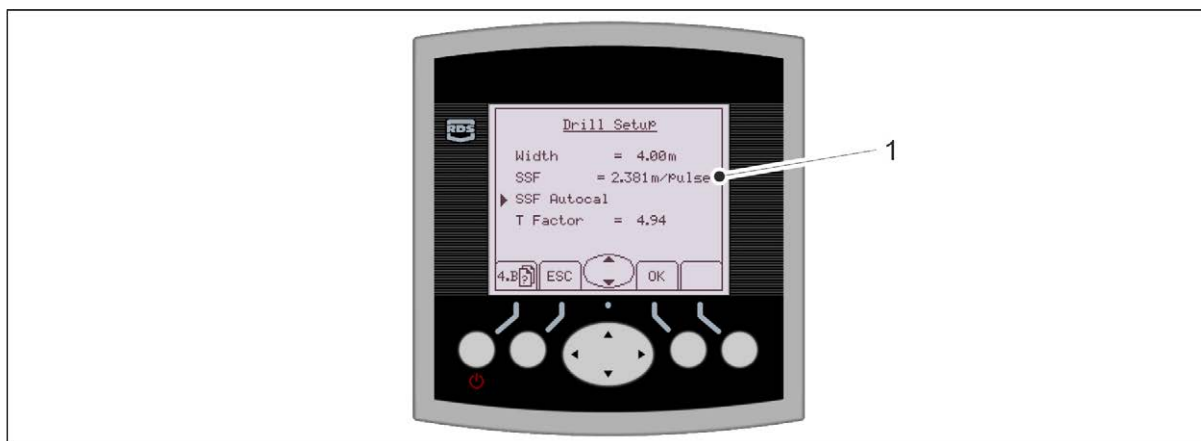 RDS
Drill Setup
Width = 4.00m
SSF = 2.381m/pulse
SSF Autocal
T Factor = 4.94
4.B ESC OK
1